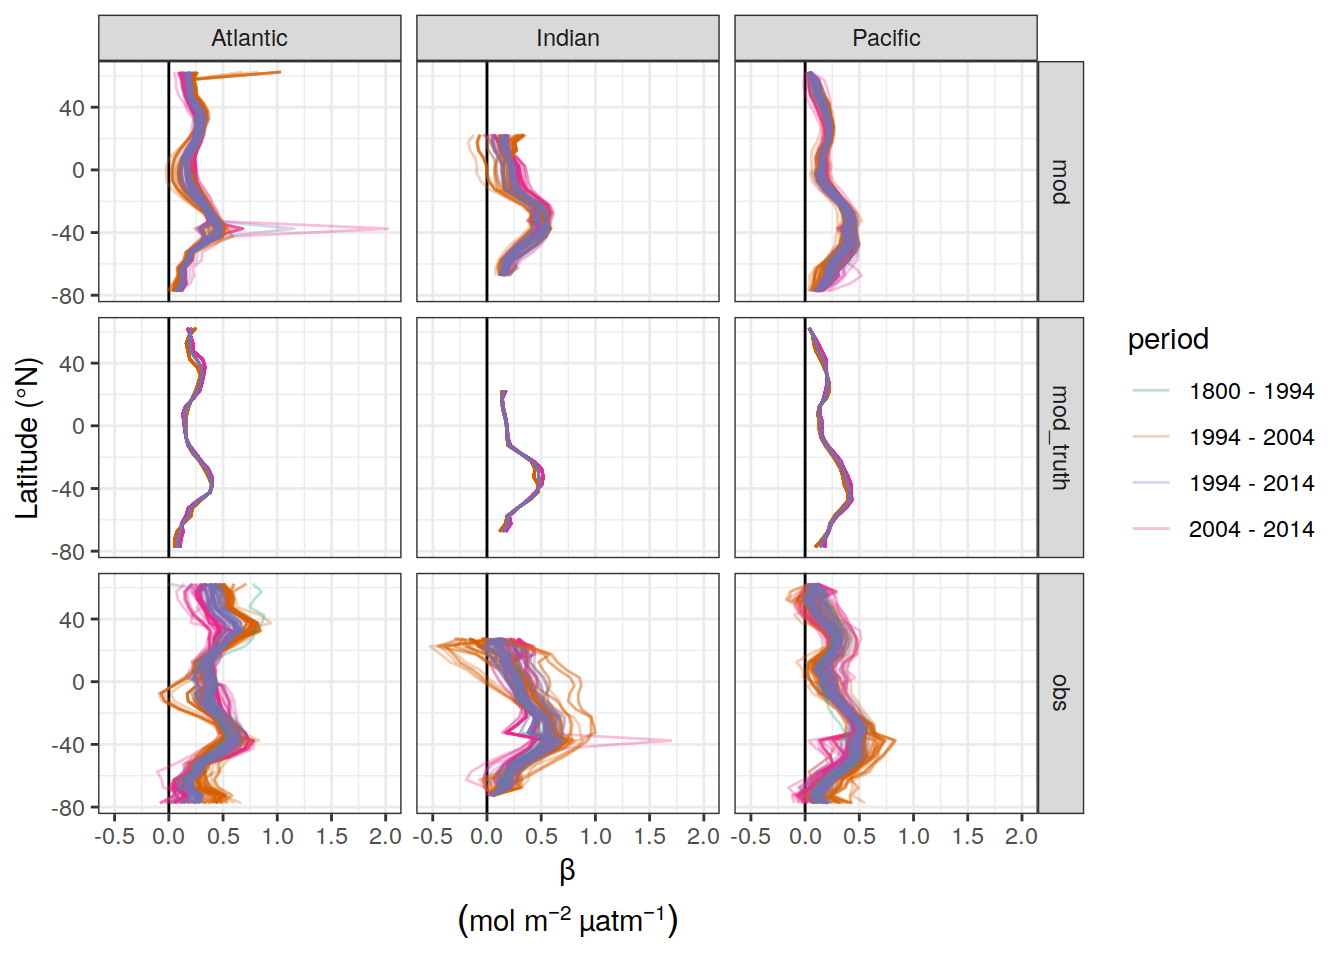 Atlantic Indian Pacific
40
0
-40
-80
mod
40
0
-40
-80
mod_truth
40
0
-40
-80
obs
Latitude (°N)
-0.5 0.0 0.5 1.0 1.5 2.0 -0.5 0.0 0.5 1.0 1.5 2.0 -0.5 0.0 0.5 1.0 1.5 2.0
β
(mol m⁻² µatm⁻¹)
period
1800 - 1994
1994 - 2004
1994 - 2014
2004 - 2014